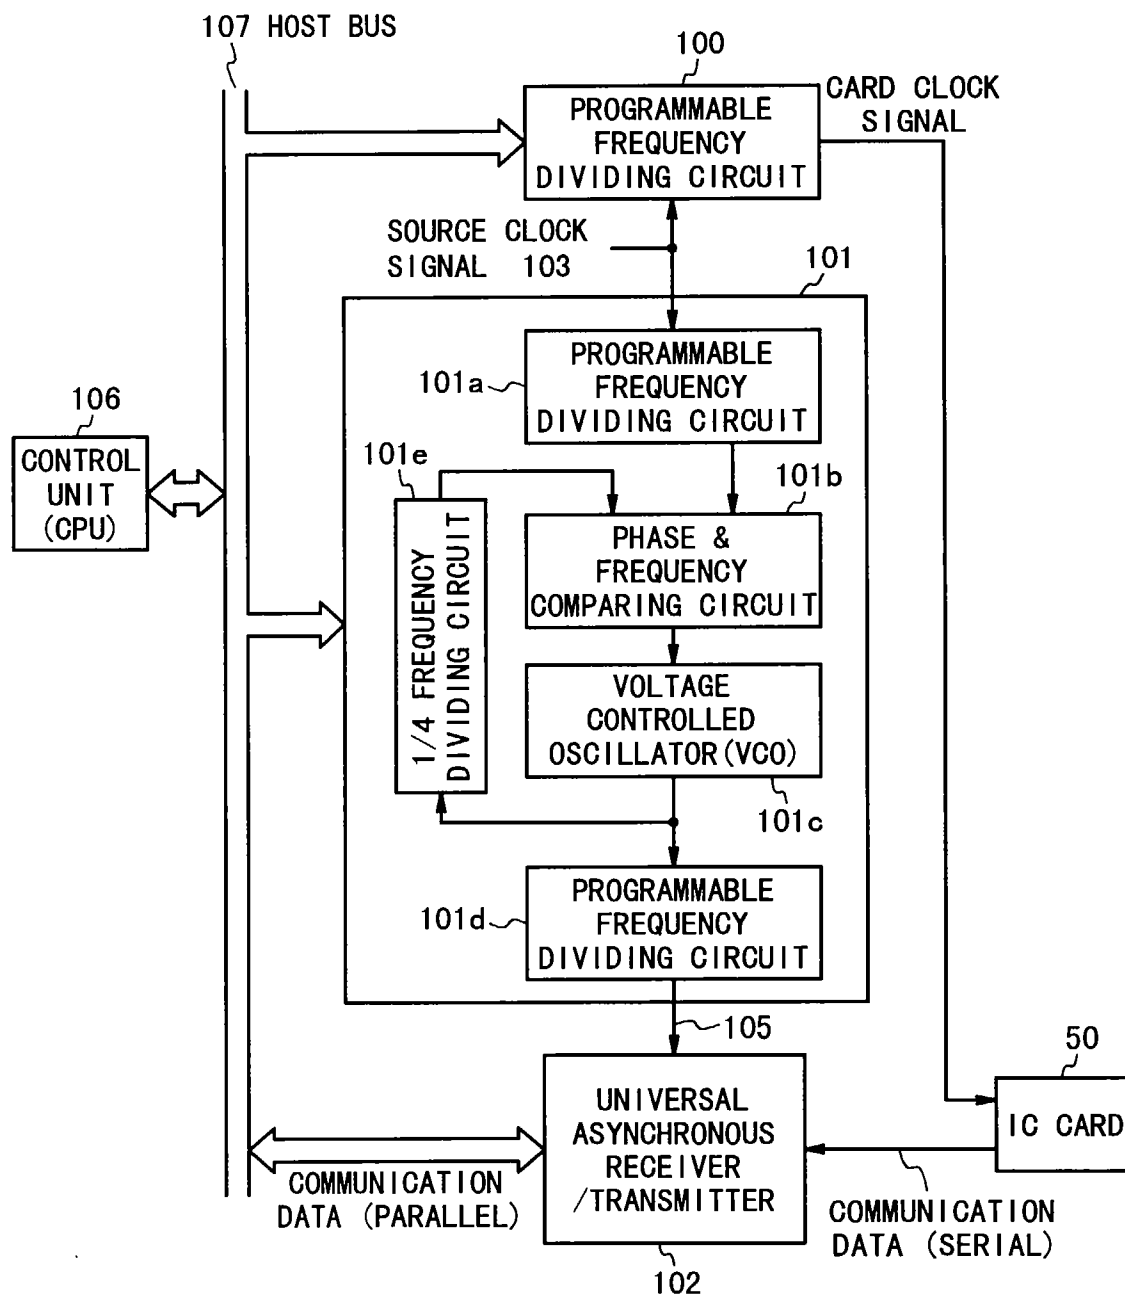 107 HOST BUS
100
PROGRAMMABLE
FREQUENCY
DIVIDING CIRCUIT
CARD CLOCK
SIGNAL
SOURCE CLOCK
SIGNAL 103
101
PROGRAMMABLE
FREQUENCY
DIVIDING CIRCUIT
101a
106
CONTROL
UNIT
(CPU)
101e
1/4 FREQUENCY
DIVIDING CIRCUIT
101b
PHASE &
FREQUENCY
COMPARING CIRCUIT
VOLTAGE
CONTROLLED
OSCILLATOR(VCO)
101c
PROGRAMMABLE
FREQUENCY
DIVIDING CIRCUIT
101d
105
UNIVERSAL
ASYNCHRONOUS
RECEIVER
/TRANSMITTER
102
50
IC CARD
COMMUNICATION
DATA (PARALLEL)
COMMUNICATION
DATA (SERIAL)